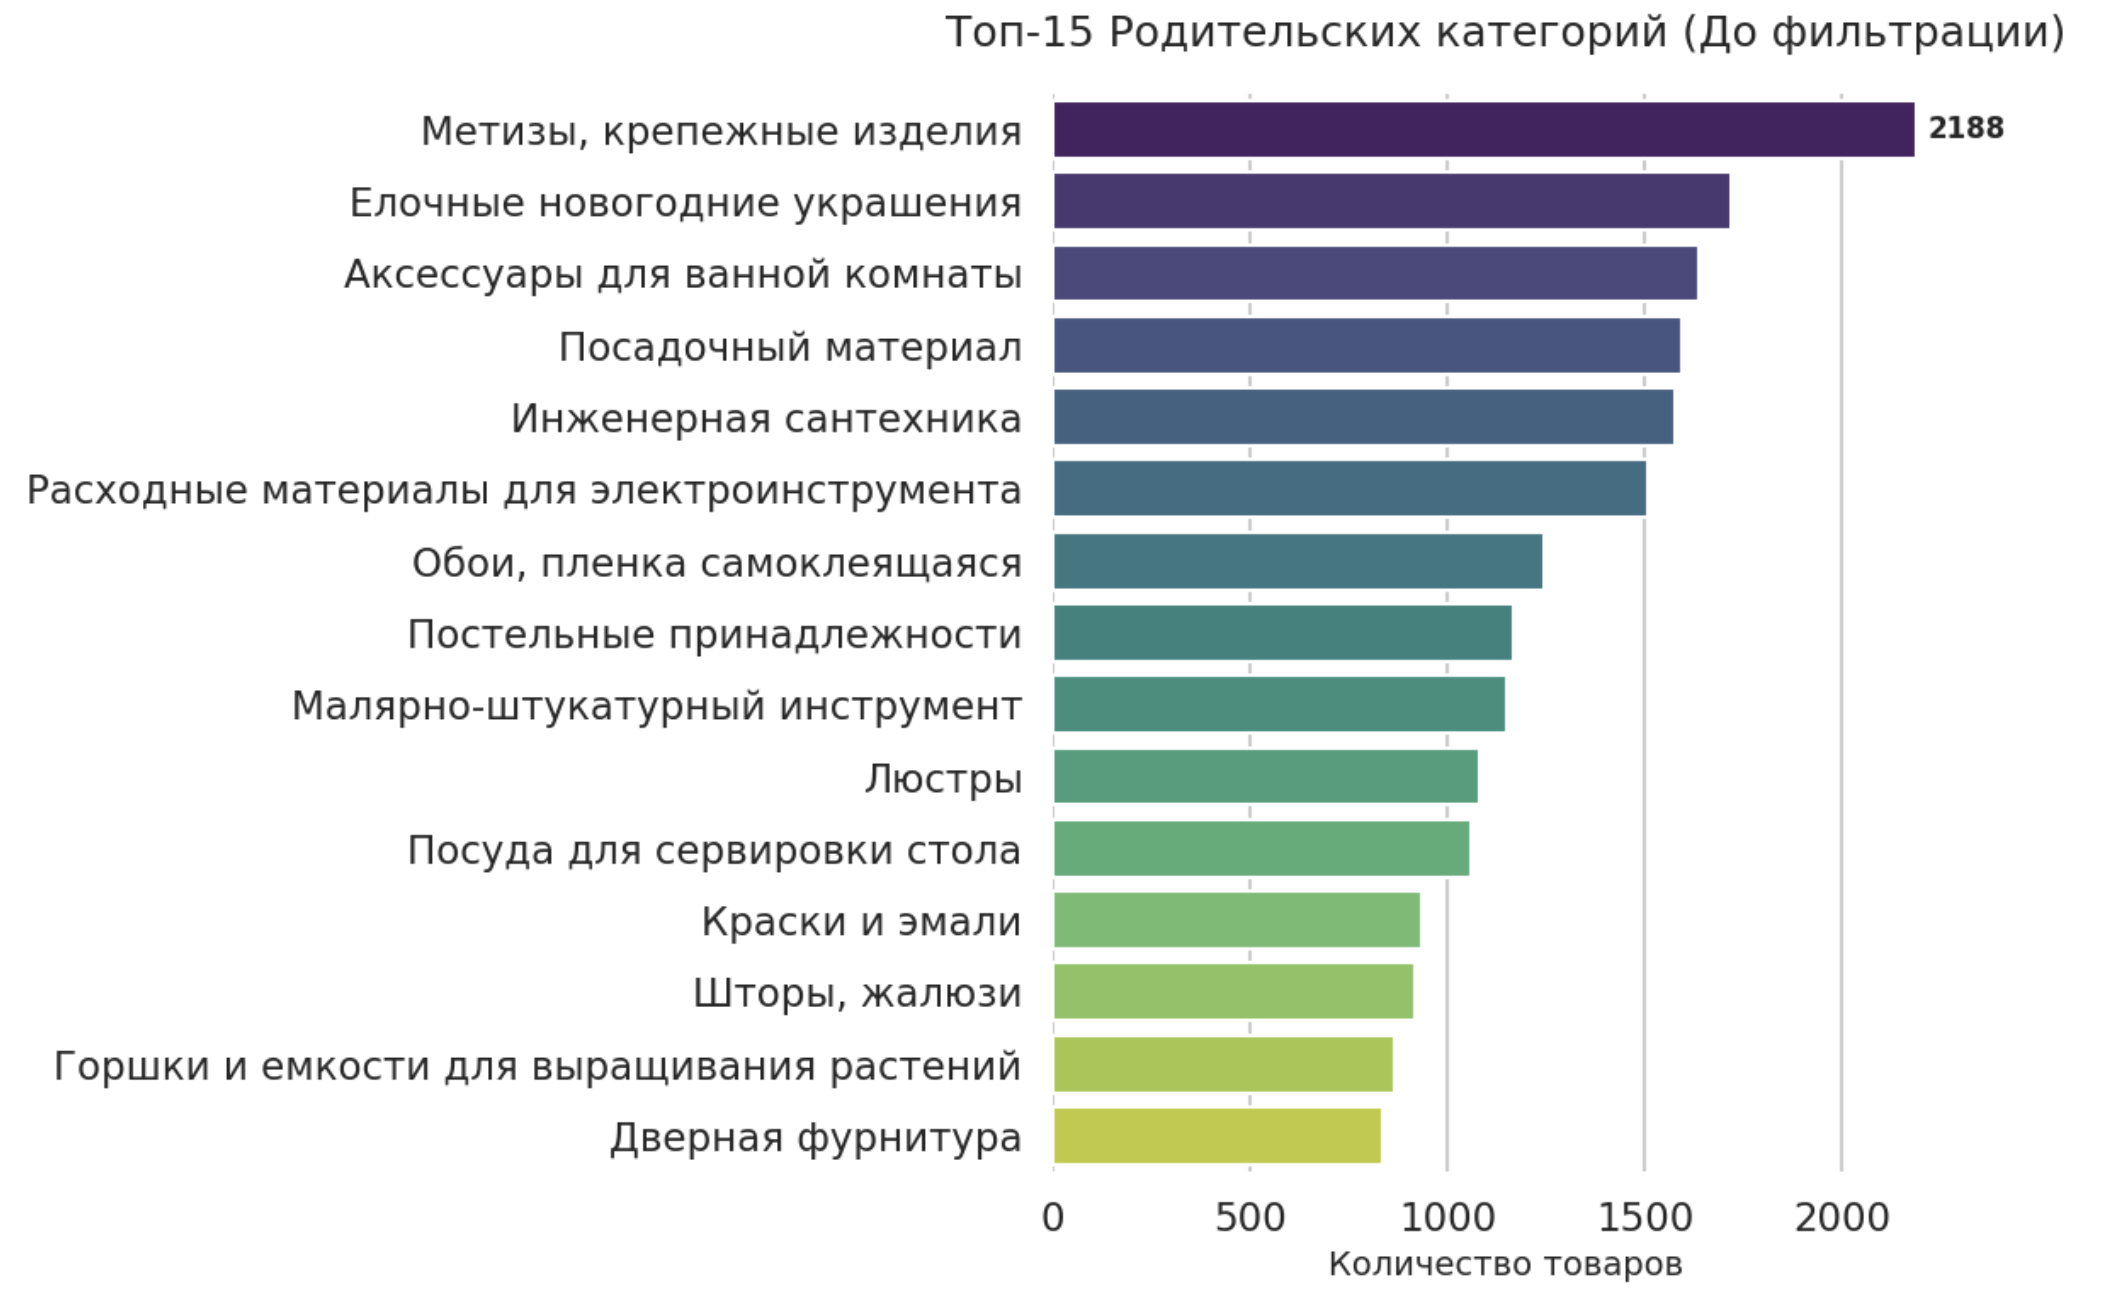 Топ-15 Родительских категорий (До фильтрации)
Метизы, крепежные изделия
2188
Елочные новогодние украшения
Аксессуары для ванной комнаты
Посадочный материал
Инженерная сантехника
Расходные материалы для электроинструмента
Обои, пленка самоклеящаяся
Постельные принадлежности
Малярно-штукатурный инструмент
Люстры
Посуда для сервировки стола
Краски и эмали
Шторы, жалюзи
Горшки и емкости для выращивания растений
Дверная фурнитура
0 500 1000 1500 2000
Количество товаров